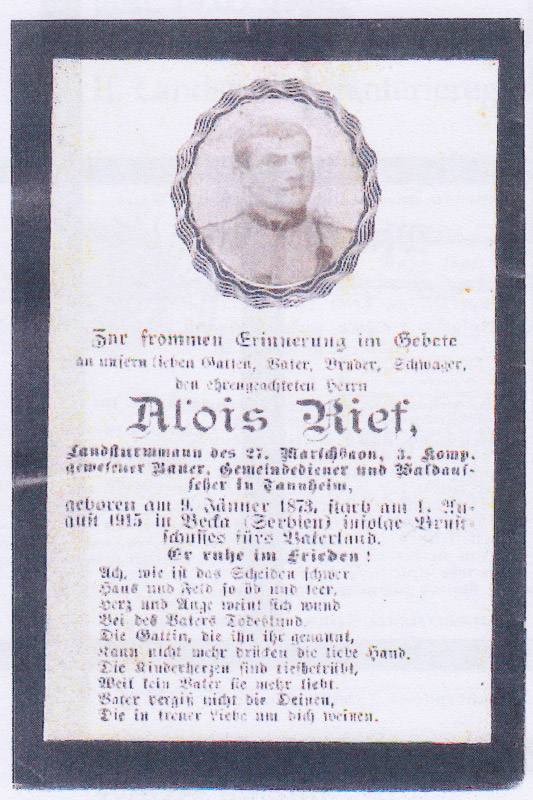 Zur frommen Erinnerung im Gebete
an unsern lieben Gatten, Vater, Bruder, Schwager,
den ehrengeachteten Herrn
Alois Rief,
Landsturmmann des 27. Marschbaon, 3. Komp.
gewesener Bauer, Gemeindediener und Waldauf-
seher in Tannheim,
geboren am 9. Jänner 1873, starb am 1. Au-
gust 1915 in Becka (Serbien) infolge Brust-
schusses fürs Vaterland.
Er ruhe im Frieden!
Ach, wie ist das Scheiden schwer
Haus und Feld so öd und leer,
Herz und Auge weint sich wund
Bei des Vaters Todesstund.
Die Gattin, die ihn ihr genannt,
Kann nicht mehr drücken die liebe Hand.
Die Kinderherzen sind tiefbetrübt,
Weil kein Vater sie mehr liebt.
Vater vergiß nicht die Deinen,
Die in treuer Liebe um dich weinen.